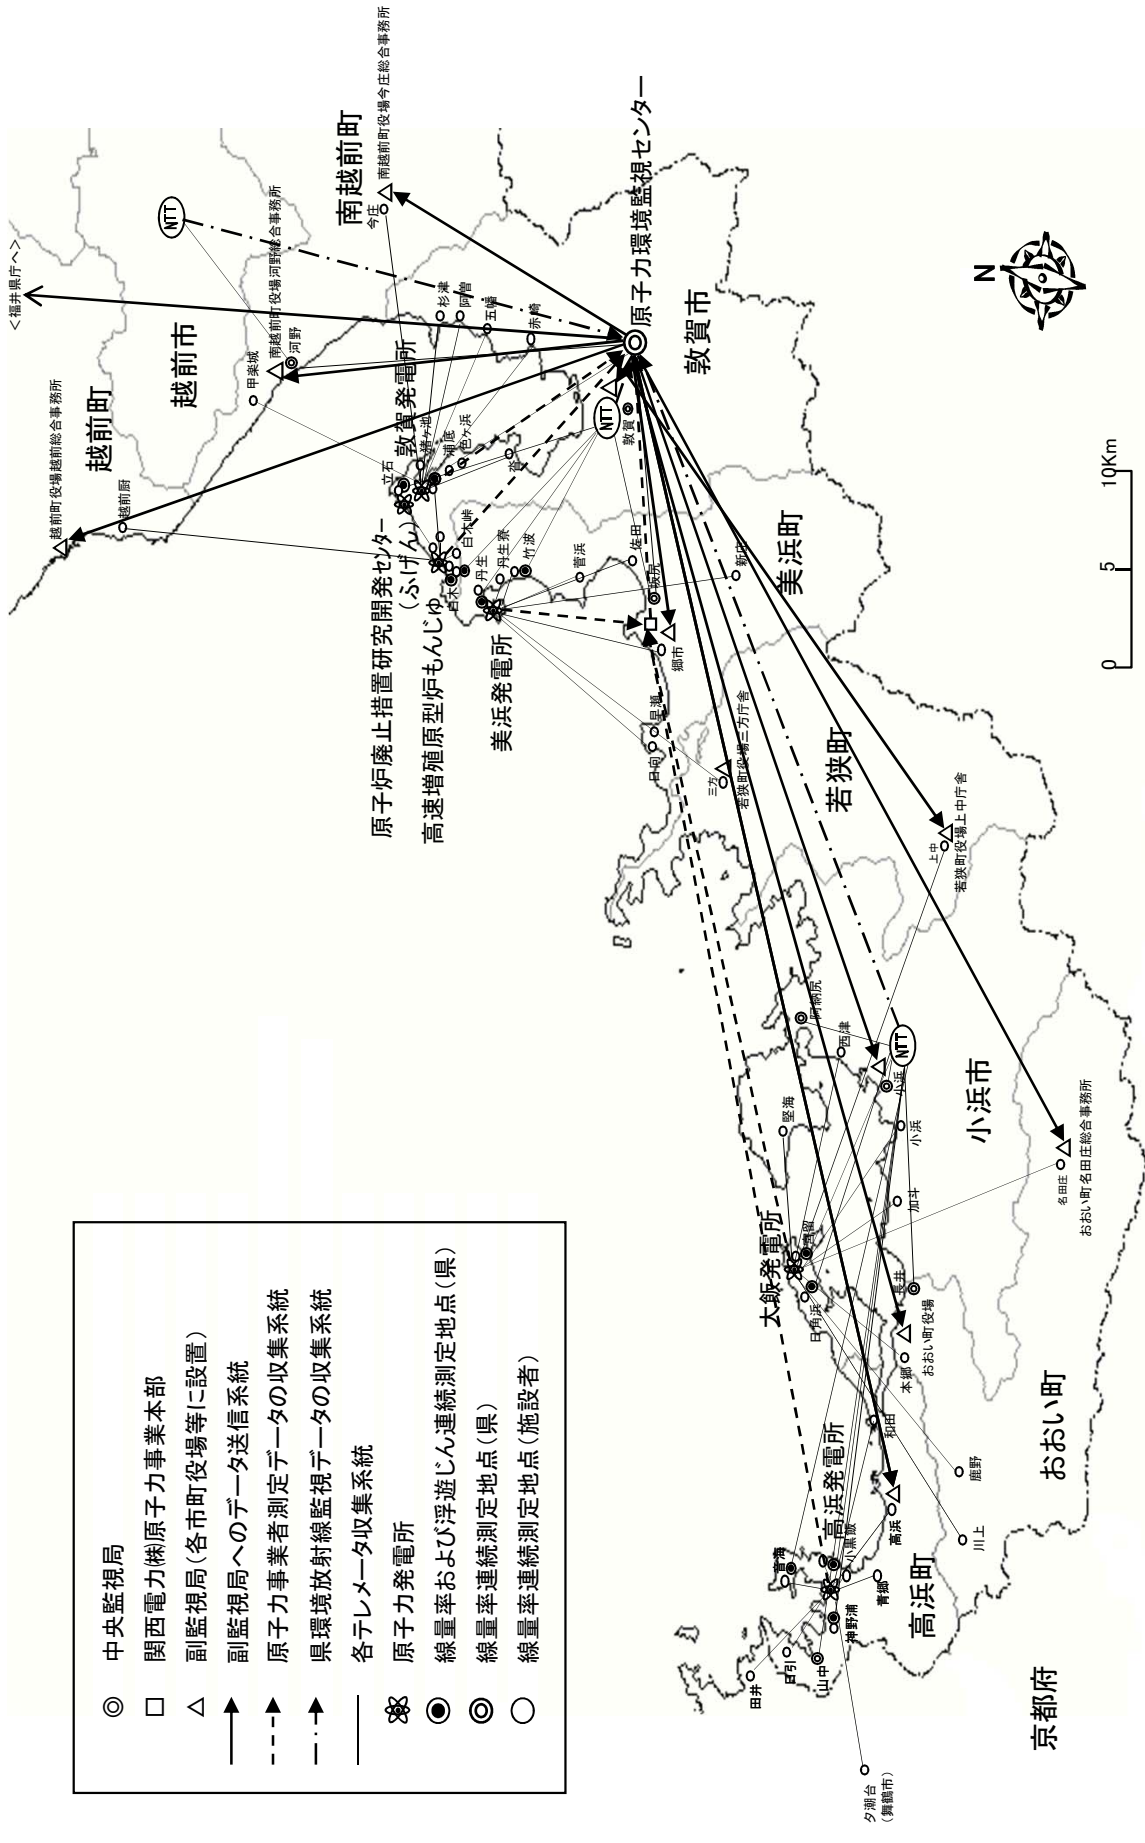 中央監視局
関西電力(株)原子力事業本部
副監視局(各市町役場等に設置)
副監視局へのデータ送信系統
原子力事業者測定データの収集系統
県環境放射線監視データの収集系統
各テレメータ収集系統
原子力発電所
線量率および浮遊じん連続測定地点(県)
線量率連続測定地点(県)
線量率連続測定地点(施設者)
<福井県庁へ>
越前町役場越前総合事務所
越前厨
越前町
越前市
NTT
甲楽城
南越前町役場河野総合事務所
河野
南越前町
南越前町役場今庄総合事務所
今庄
杉津
阿曽
五幡
赤崎
敦賀発電所
立石
猪ヶ池
浦底
色ヶ浜
沓
原子炉廃止措置研究開発センター
(ふげん)
高速増殖原型炉もんじゅ
白木
白木峠
丹生
丹生寮
竹波
美浜発電所
菅浜
佐田
坂尻
新庄
郷市
早瀬
日向
三方
若狭町役場三方庁舎
NTT
敦賀
原子力環境監視センター
敦賀市
美浜町
若狭町
上中
若狭町役場上中庁舎
N
0
5
10Km
阿納尻
西津
堅海
NTT
小浜
小浜
加斗
小浜市
名田庄
おおい町名田庄総合事務所
大飯発電所
宮留
日角浜
長井
おおい町役場
本郷
和田
鹿野
川上
おおい町
高浜発電所
音海
小黒飯
高浜
青郷
神野浦
山中
日引
田井
高浜町
京都府
夕潮台
(舞鶴市)